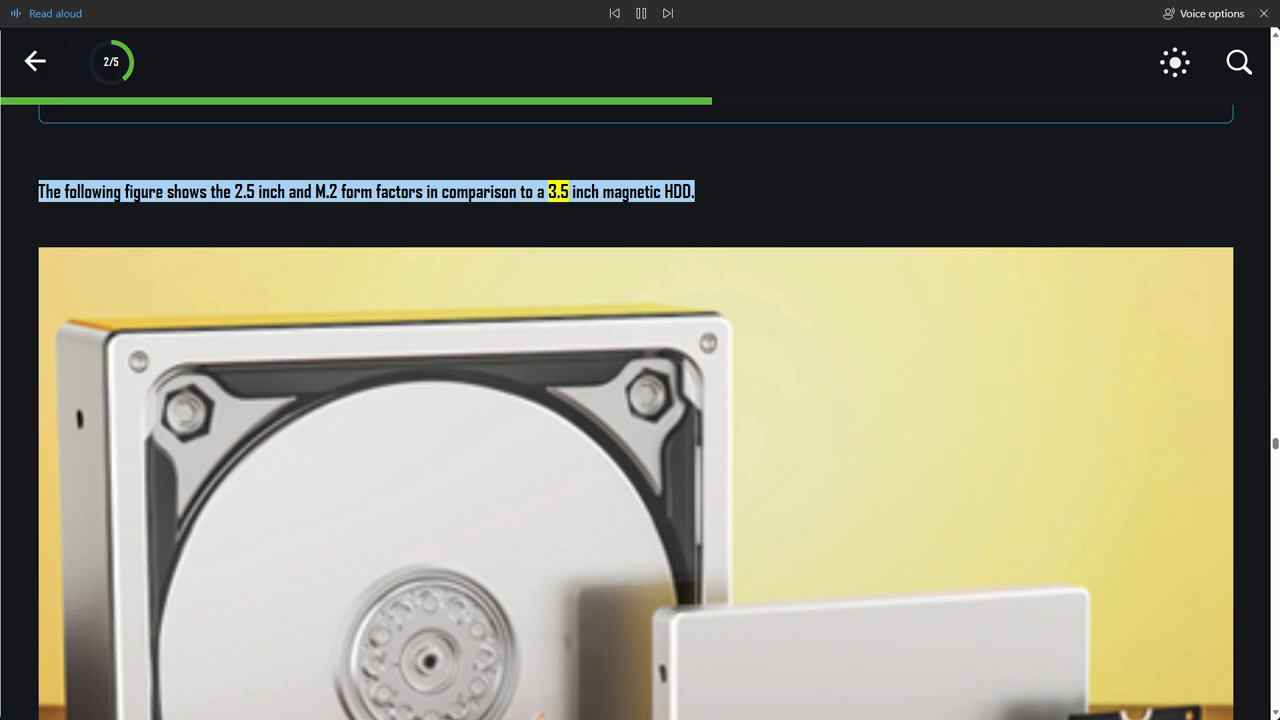 Read aloud
Voice options
2/5
The following figure shows the 2.5 inch and M.2 form factors in comparison to a 3.5 inch magnetic HDD.